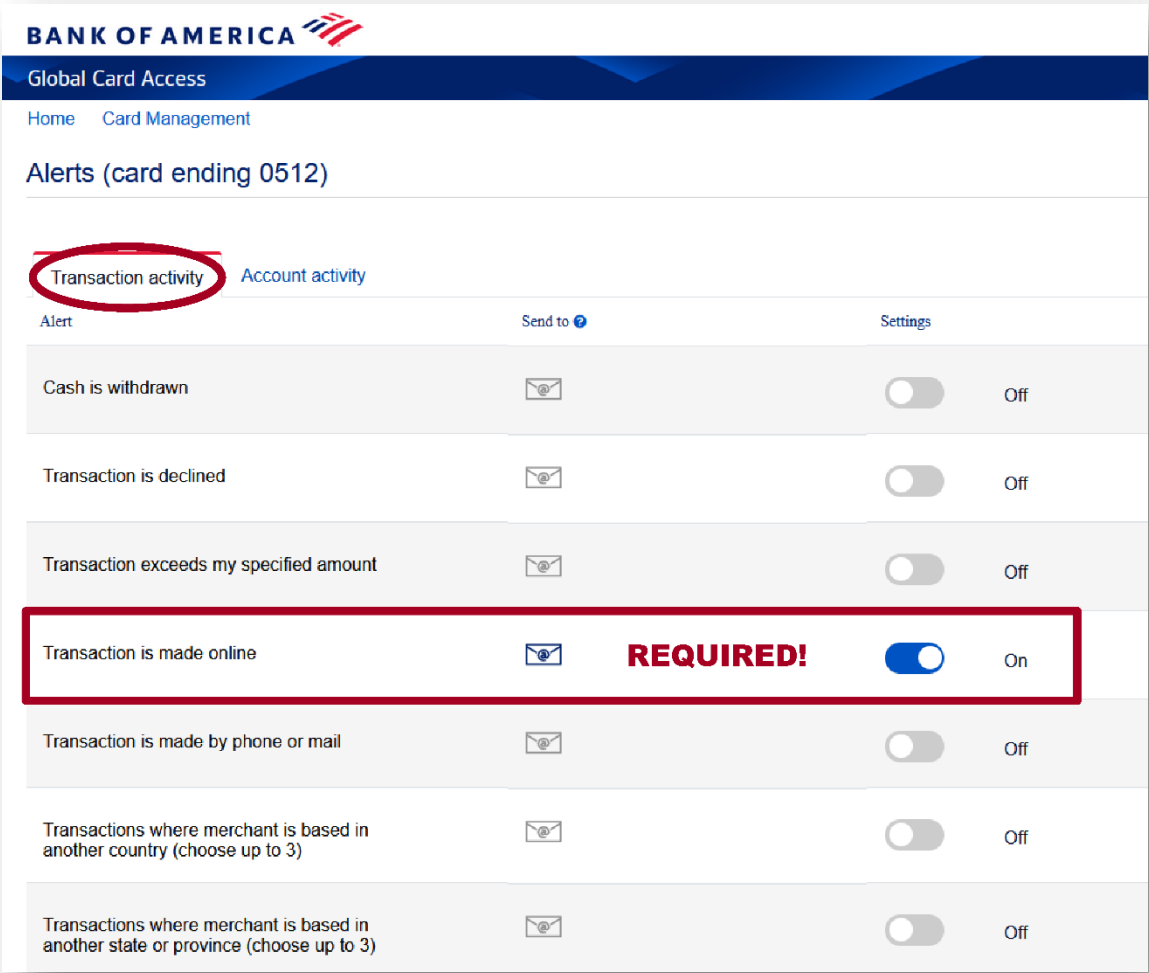 BANK OF AMERICA
Global Card Access
Home Card Management
Alerts (card ending 0512)
Transaction activity Account activity
Alert Send to ? Settings
Cash is withdrawn @ Off
Transaction is declined @ Off
Transaction exceeds my specified amount @ Off
Transaction is made online @ REQUIRED! On
Transaction is made by phone or mail @ Off
Transactions where merchant is based in
another country (choose up to 3) @ Off
Transactions where merchant is based in
another state or province (choose up to 3) @ Off